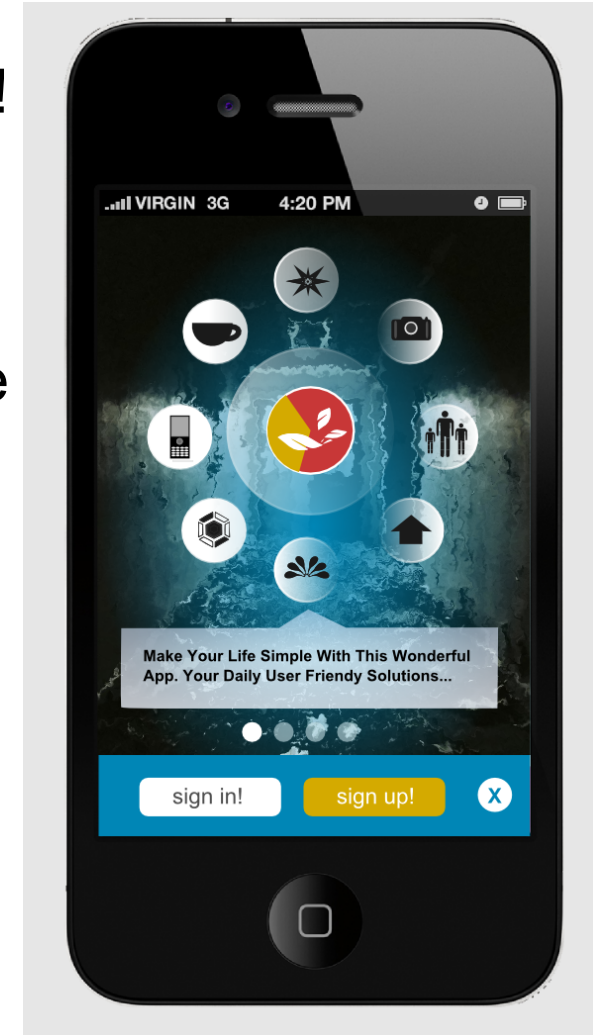 !
VIRGIN 3G 4:20 PM
e
Make Your Life Simple With This Wonderful
App. Your Daily User Friendy Solutions...
sign in!
sign up!
X